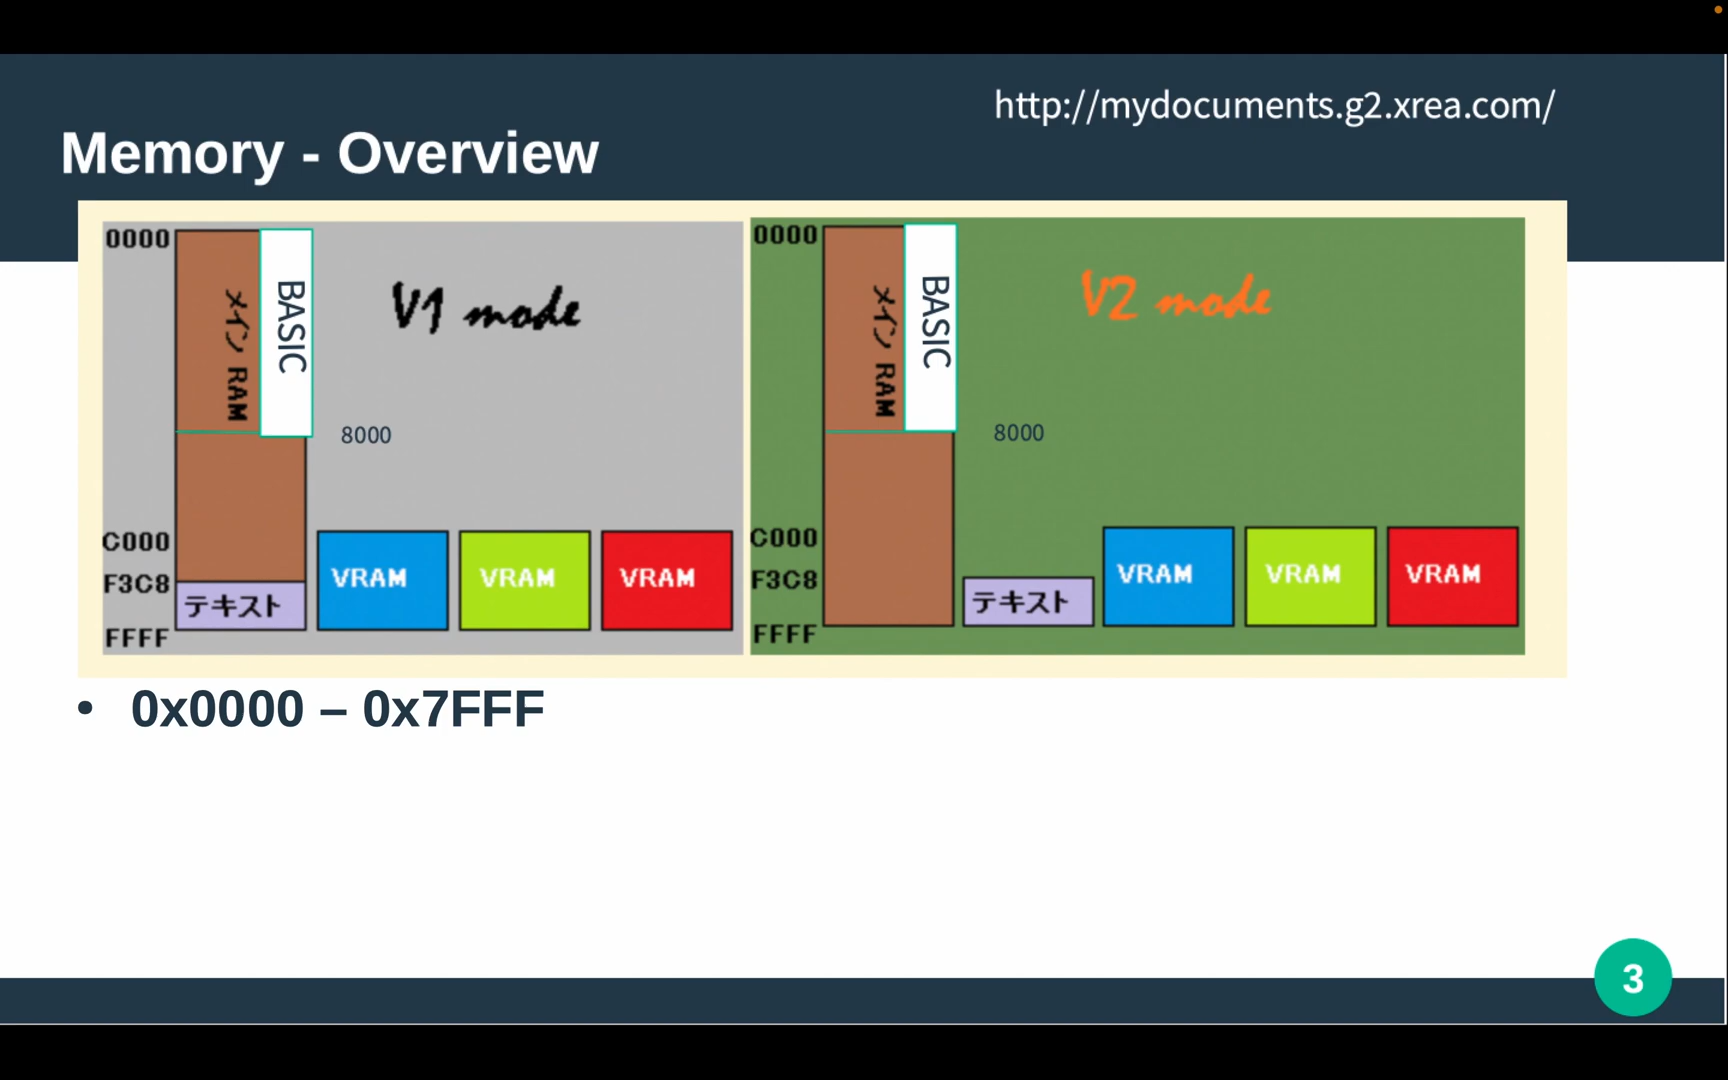 http://mydocuments.g2.xrea.com/
Memory - Overview
0000
メイン RAM
BASIC
V1 mode
8000
C000
F3C8
FFFF
テキスト
VRAM
VRAM
VRAM
0000
メイン RAM
BASIC
V2 mode
8000
C000
F3C8
FFFF
テキスト
VRAM
VRAM
VRAM
• 0x0000 – 0x7FFF
3